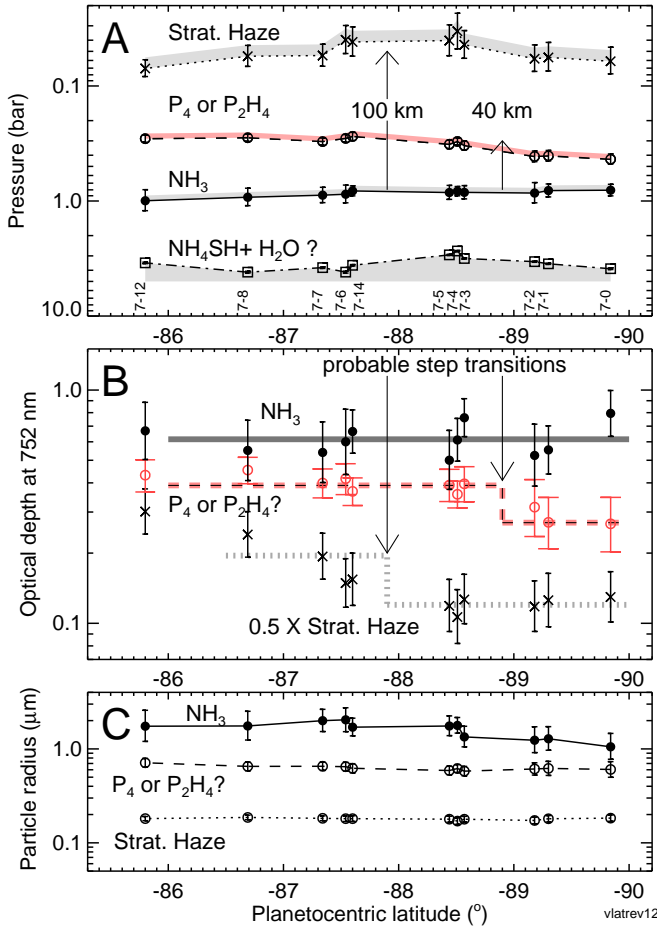 A
Strat. Haze
0.1
P4 or P2H4
100 km
40 km
NH3
1.0
NH4SH+ H2O ?
10.0
Pressure (bar)
7-12
7-8
7-7
7-6
7-14
7-5
7-4
7-3
7-2
7-1
7-0
-86
-87
-88
-89
-90
B
probable step transitions
1.0
NH3
P4 or P2H4?
0.5 X Strat. Haze
0.1
Optical depth at 752 nm
-86
-87
-88
-89
-90
C
NH3
1.0
P4 or P2H4?
0.1
Strat. Haze
Particle radius (μm)
-86
-87
-88
-89
-90
Planetocentric latitude (°)
vlatrev12